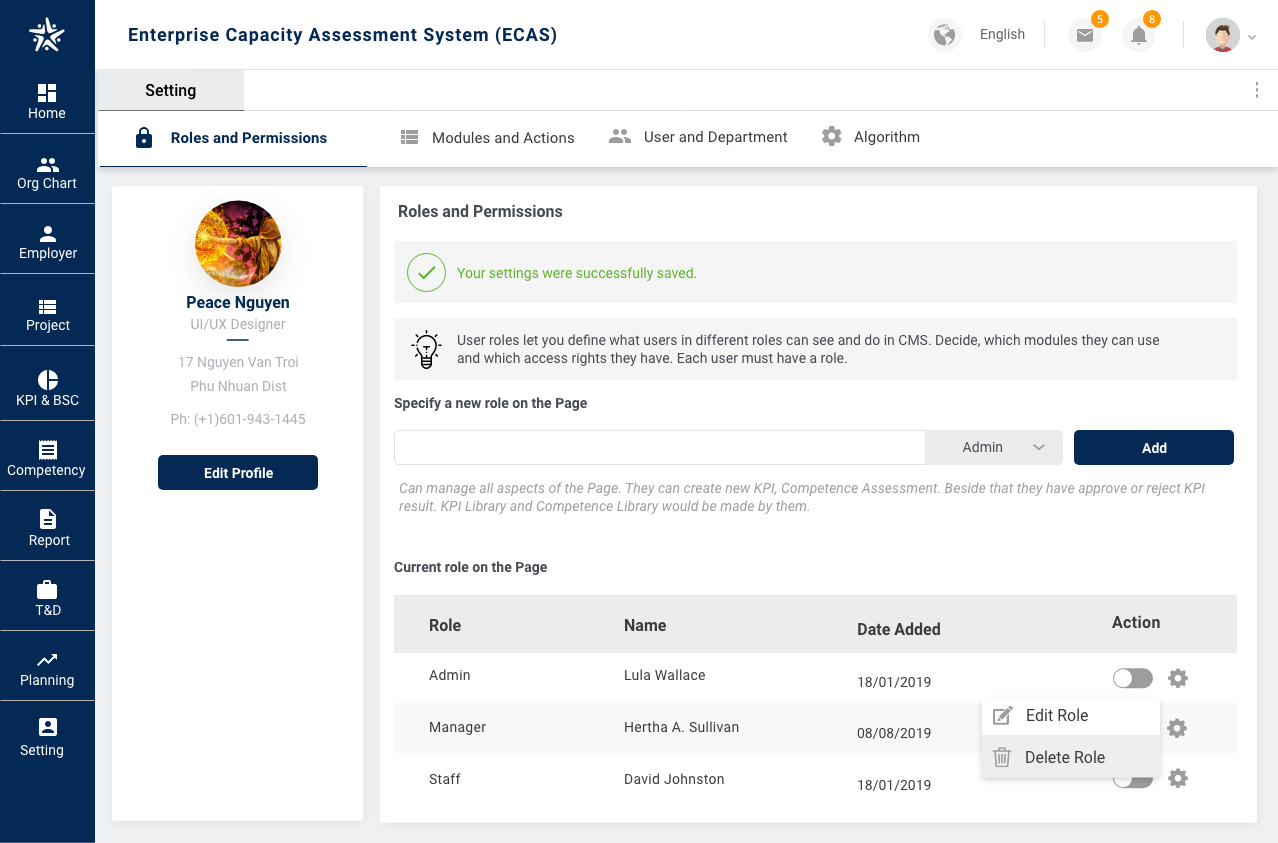 Enterprise Capacity Assessment System (ECAS)
English
5
8
Home
Org Chart
Employer
Project
KPI & BSC
Competency
Report
T&D
Planning
Setting
Setting
Roles and Permissions
Modules and Actions
User and Department
Algorithm
Peace Nguyen
UI/UX Designer
17 Nguyen Van Troi
Phu Nhuan Dist
Ph: (+1)601-943-1445
Edit Profile
Roles and Permissions
Your settings were successfully saved.
User roles let you define what users in different roles can see and do in CMS. Decide, which modules they can use
and which access rights they have. Each user must have a role.
Specify a new role on the Page
Admin
Add
Can manage all aspects of the Page. They can create new KPI, Competence Assessment. Beside that they have approve or reject KPI
result. KPI Library and Competence Library would be made by them.
Current role on the Page
Role Name Date Added Action
Admin Lula Wallace 18/01/2019
Manager Hertha A. Sullivan 08/08/2019
Staff David Johnston 18/01/2019
Edit Role
Delete Role